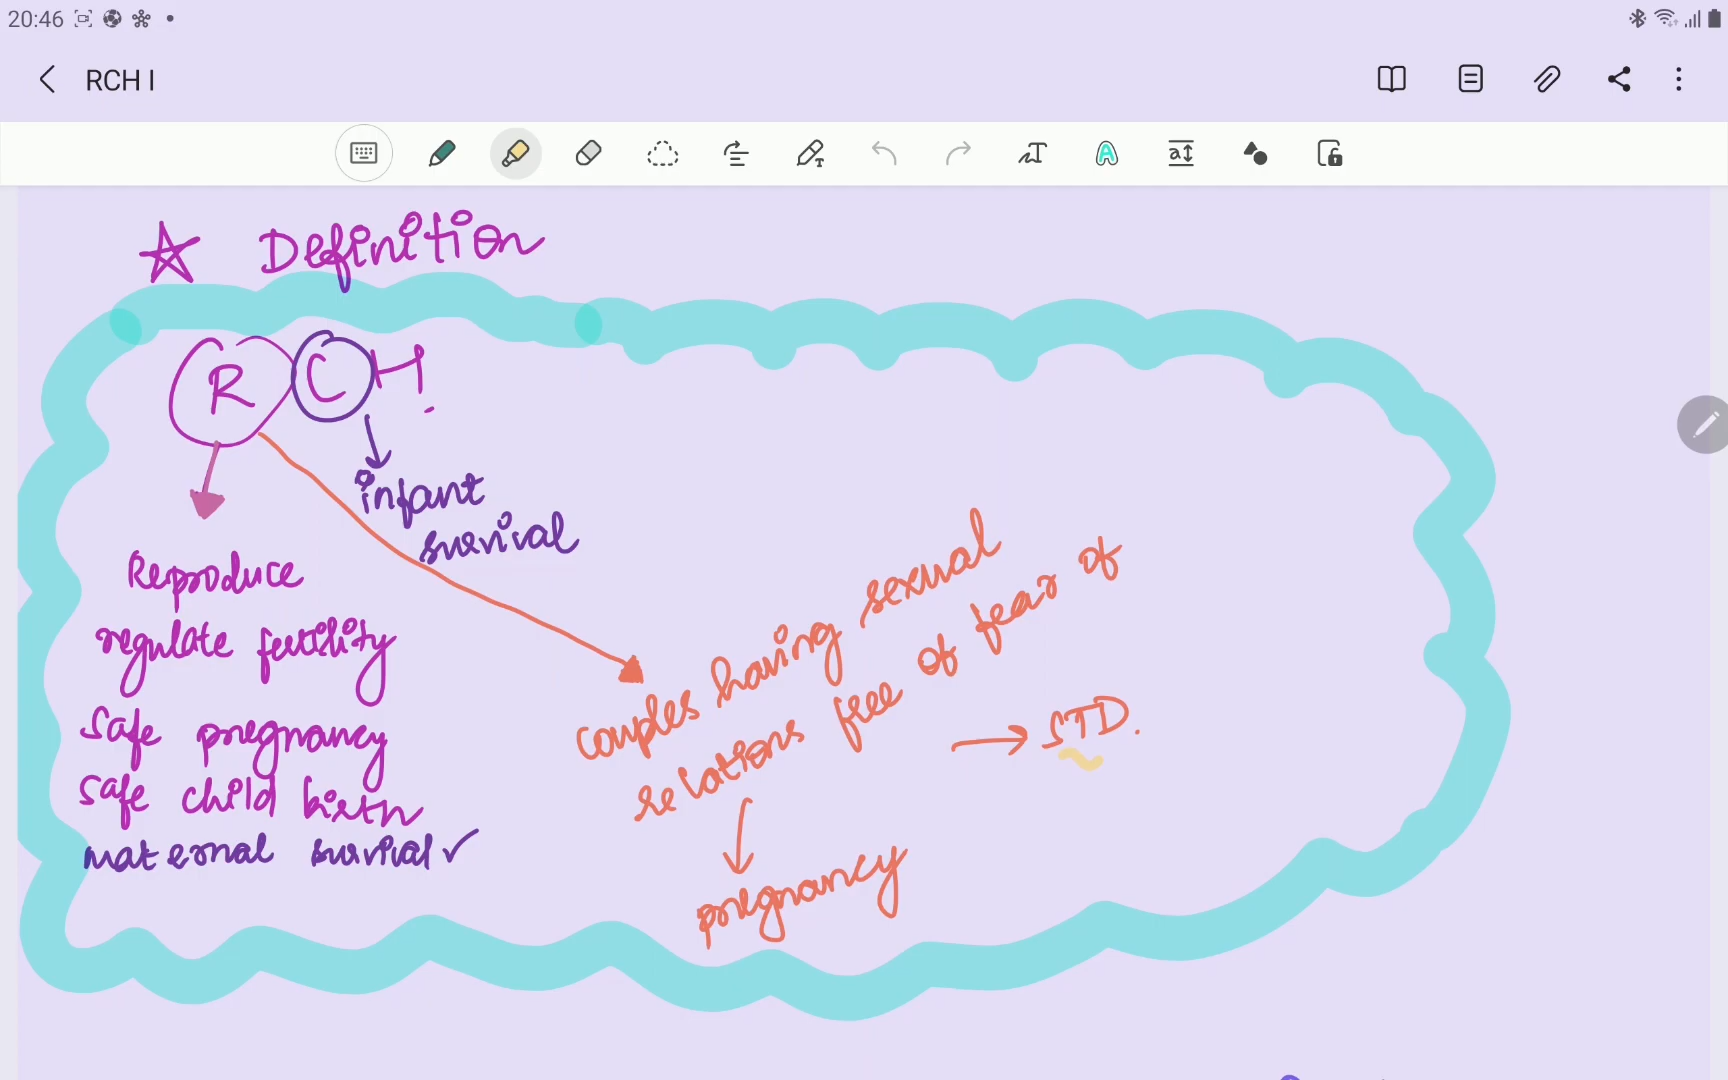 20:46
RCH I
Definition
RCH
infant
survival
Reproduce
regulate fertility
Safe pregnancy
safe child birth
maternal survival
couples having sexual
relations free of fear of
→ STD.
pregnancy